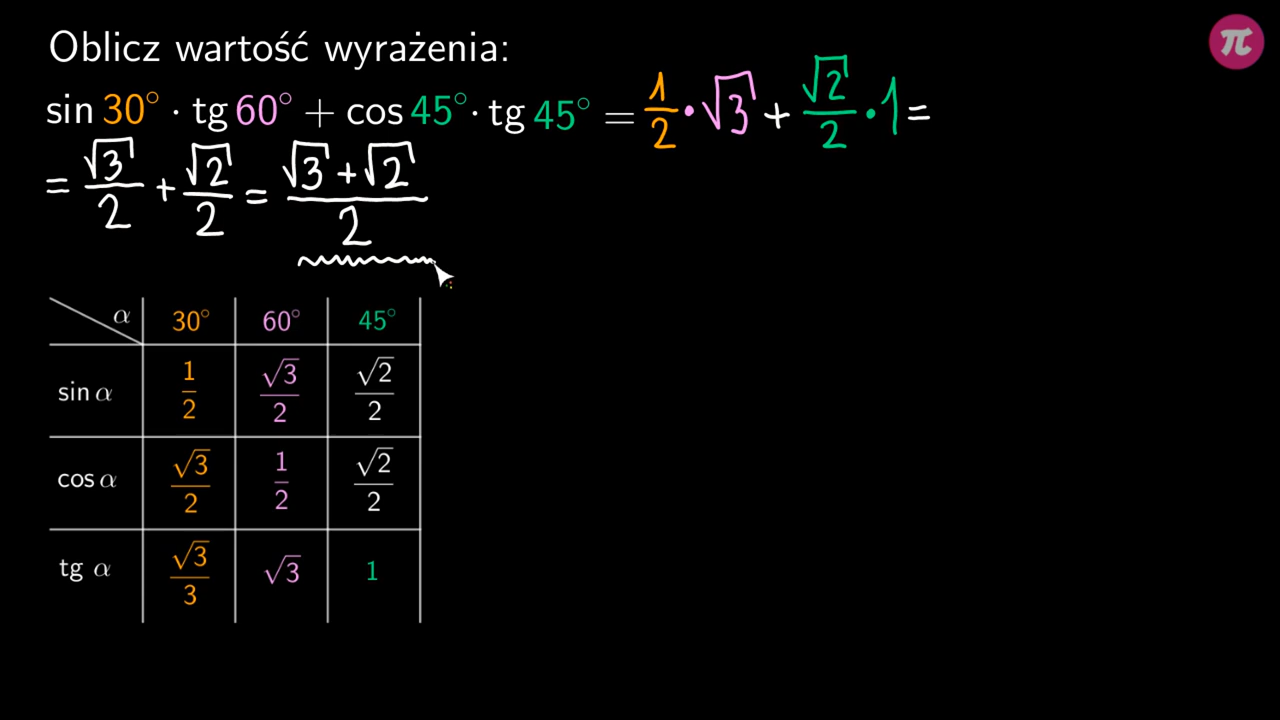 Oblicz wartość wyrażenia:
sin 30° · tg 60° + cos 45° · tg 45° = 1/2 · √3 + √2/2 · 1 =
= √3/2 + √2/2 = (√3 + √2)/2
α 30° 60° 45°
sin α 1/2 √3/2 √2/2
cos α √3/2 1/2 √2/2
tg α √3/3 √3 1
π